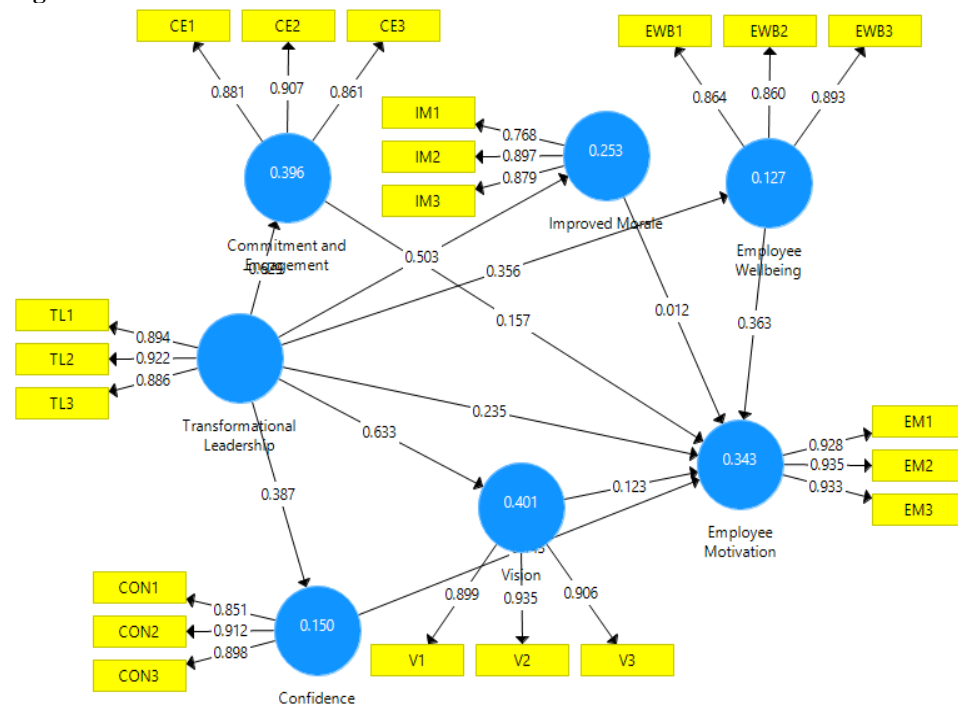 CE1
CE2
CE3
EWB1
EWB2
EWB3
0.881
0.907
0.861
0.864
0.860
0.893
IM1
IM2
IM3
0.768
0.897
0.879
0.396
0.253
0.127
Commitment and
Engagement
Improved Morale
Employee
Wellbeing
0.503
0.356
0.157
0.012
0.363
TL1
TL2
TL3
0.894
0.922
0.886
Transformational
Leadership
0.633
0.235
0.387
0.401
Vision
0.123
0.343
Employee
Motivation
EM1
EM2
EM3
0.928
0.935
0.933
CON1
CON2
CON3
0.851
0.912
0.898
0.150
Confidence
0.899
0.935
0.906
V1
V2
V3